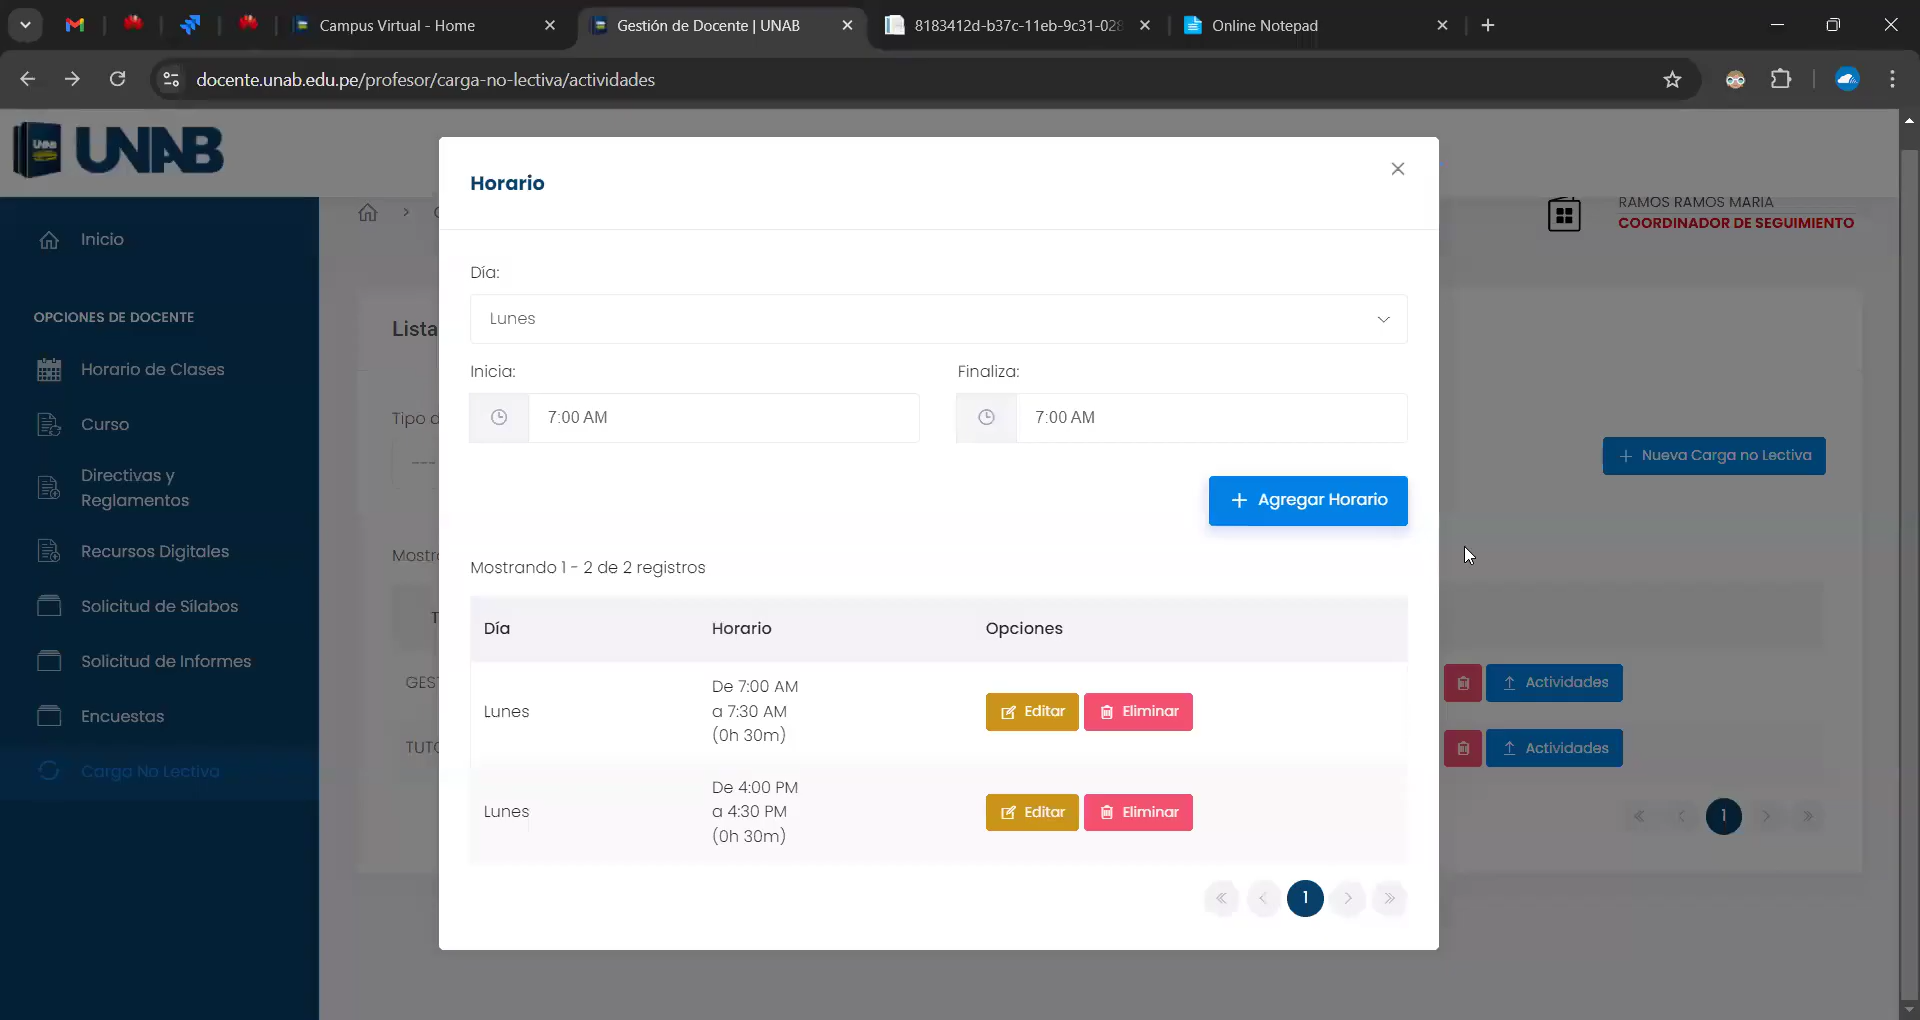 Campus Virtual - Home
Gestión de Docente | UNAB
8183412d-b37c-11eb-9c31-028
Online Notepad
docente.unab.edu.pe/profesor/carga-no-lectiva/actividades
UNAB
RAMOS RAMOS MARIA
COORDINADOR DE SEGUIMIENTO
Inicio
OPCIONES DE DOCENTE
Horario de Clases
Curso
Directivas y
Reglamentos
Recursos Digitales
Solicitud de Sílabos
Solicitud de Informes
Encuestas
Carga No Lectiva
Lista
Tipo d
---
Mostr
T
GES
TUTO
Nueva Carga no Lectiva
Actividades
Actividades
1
Horario
Día:
Lunes
Inicia:
Finaliza:
7:00 AM
7:00 AM
Agregar Horario
Mostrando 1 - 2 de 2 registros
Día Horario Opciones
Lunes
De 7:00 AM
a 7:30 AM
(0h 30m)
Editar Eliminar
Lunes
De 4:00 PM
a 4:30 PM
(0h 30m)
Editar Eliminar
1